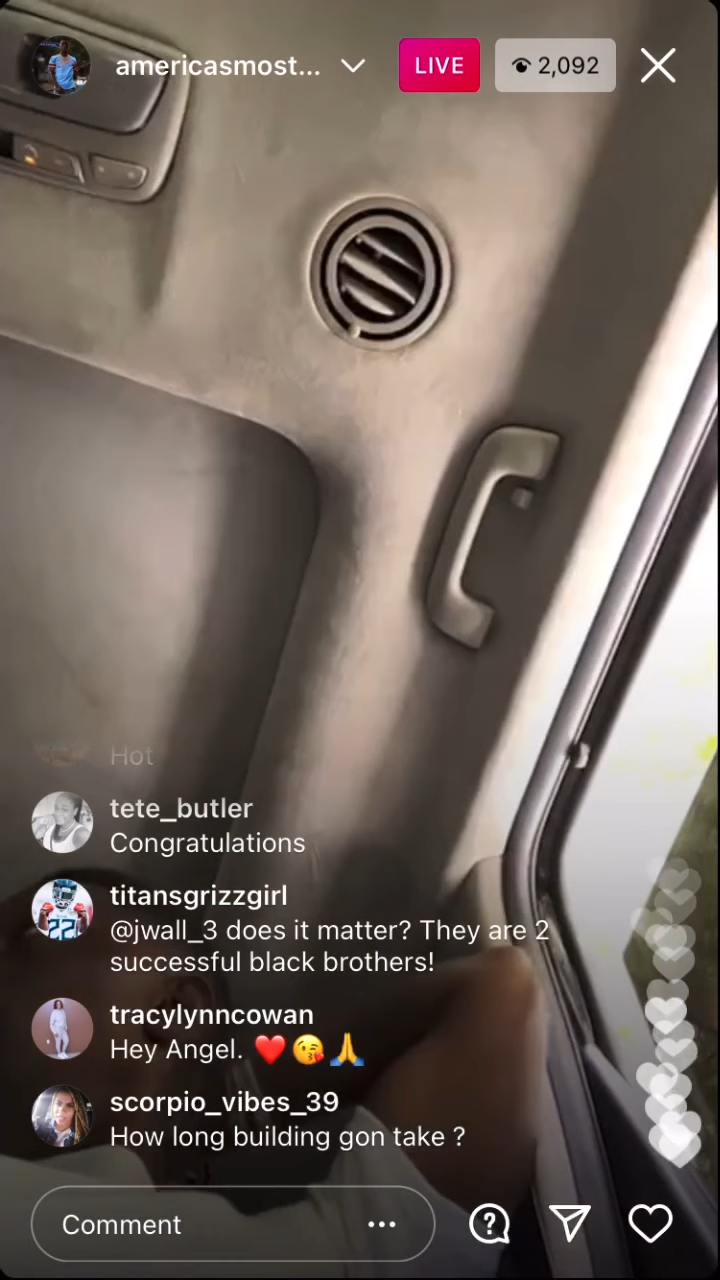 americasmost...
LIVE
2,092
Hot
tete_butler
Congratulations
titansgrizzgirl
@jwall_3 does it matter? They are 2
successful black brothers!
22
tracylynncowan
Hey Angel. ❤️😘🙏
scorpio_vibes_39
How long building gon take ?
Comment